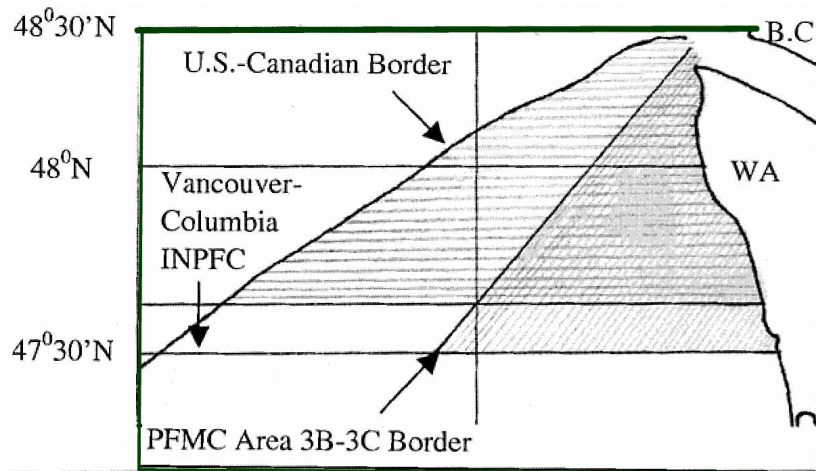 48⁰30'N
B.C
U.S.-Canadian Border
48⁰N
WA
Vancouver-
Columbia
INPFC
47⁰30'N
PFMC Area 3B-3C Border